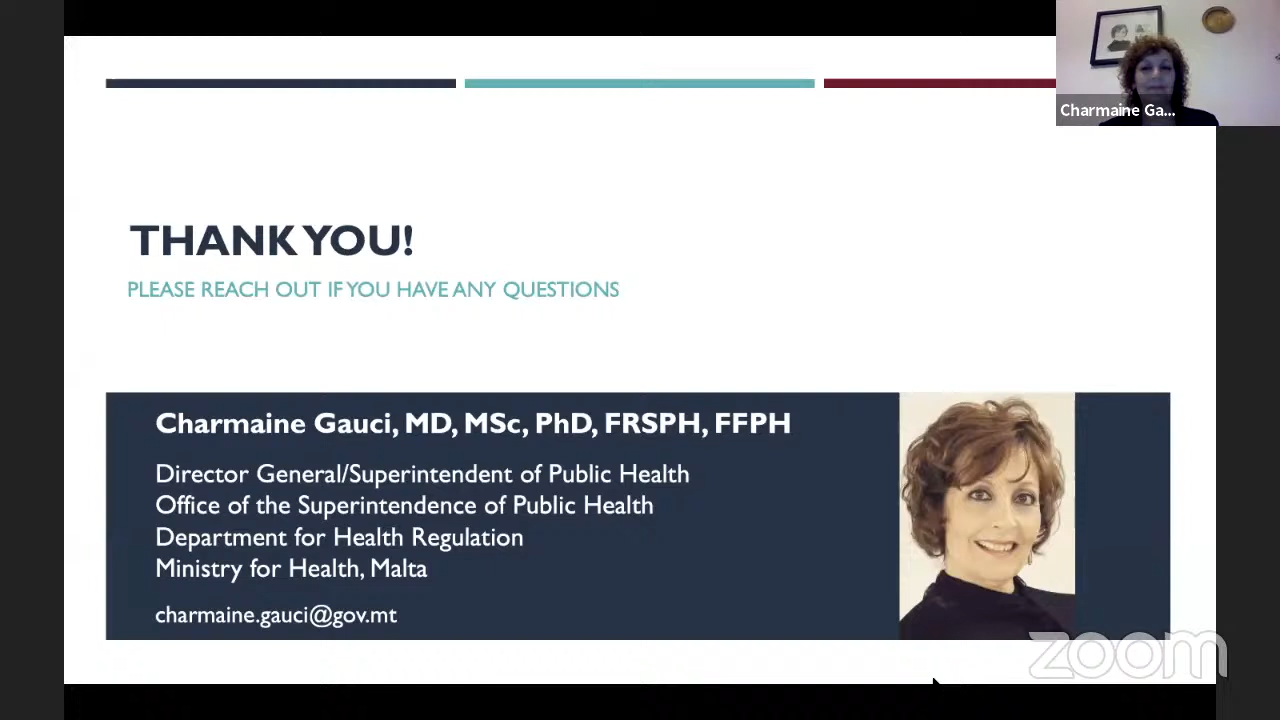 Charmaine Ga...
THANK YOU!
PLEASE REACH OUT IF YOU HAVE ANY QUESTIONS
Charmaine Gauci, MD, MSc, PhD, FRSPH, FFPH
Director General/Superintendent of Public Health
Office of the Superintendence of Public Health
Department for Health Regulation
Ministry for Health, Malta
charmaine.gauci@gov.mt
zoom